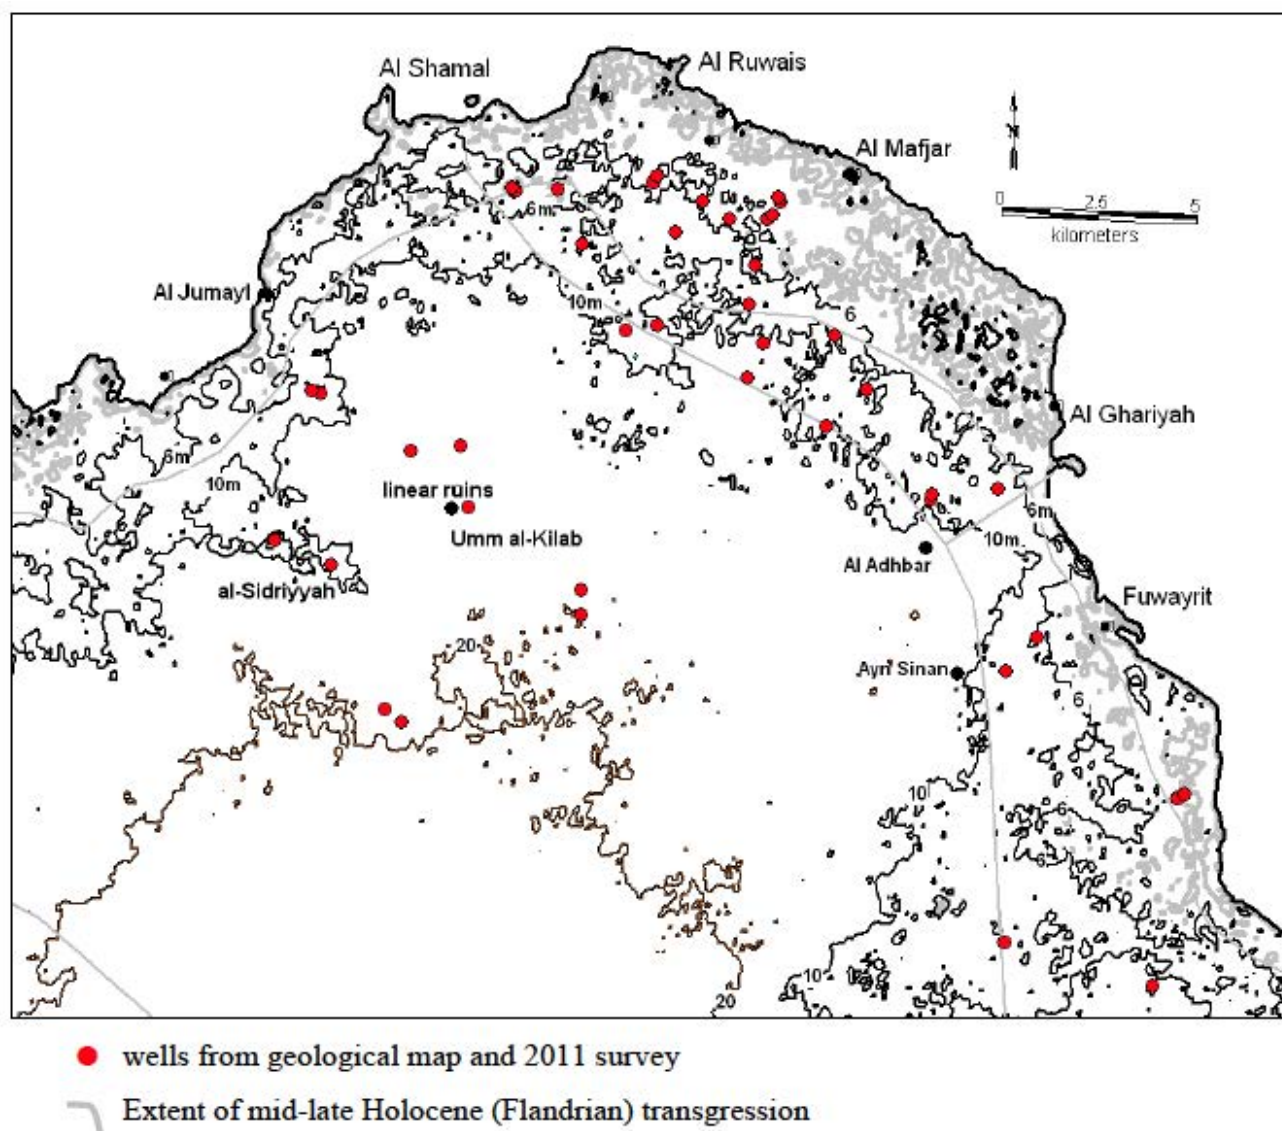 Al Shamal
Al Ruwais
Al Mafjar
N
0 2.5 5
kilometers
6m
Al Jumayl
10m
6
Al Ghariyah
6m
10m
linear ruins
6m
Umm al-Kilab
10m
Al Adhbar
al-Sidriyyah
Fuwayrit
20
Ayn Sinan
6
10
6
6
10
20
wells from geological map and 2011 survey
Extent of mid-late Holocene (Flandrian) transgression